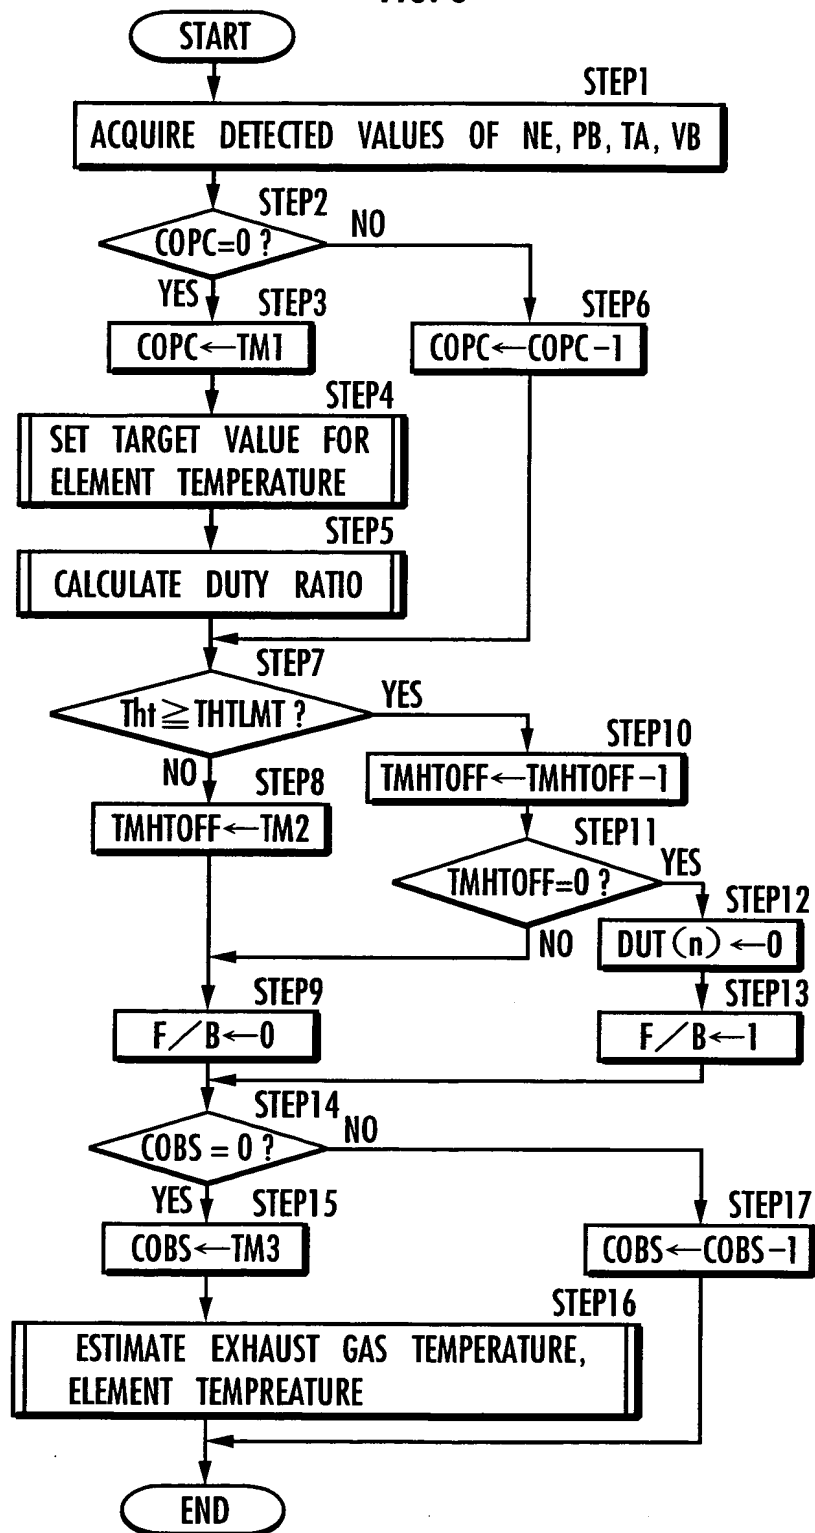 START
STEP1
ACQUIRE DETECTED VALUES OF NE, PB, TA, VB
STEP2
COPC=0 ?
NO
YES
STEP3
COPC←TM1
STEP6
COPC←COPC-1
STEP4
SET TARGET VALUE FOR
ELEMENT TEMPERATURE
STEP5
CALCULATE DUTY RATIO
STEP7
Tht≧THTLMT ?
YES
NO
STEP8
TMHTOFF←TM2
STEP10
TMHTOFF←TMHTOFF-1
STEP11
TMHTOFF=0 ?
YES
NO
STEP12
DUT(n)←0
STEP9
F/B←0
STEP13
F/B←1
STEP14
COBS = 0 ?
NO
YES
STEP15
COBS←TM3
STEP17
COBS←COBS-1
STEP16
ESTIMATE EXHAUST GAS TEMPERATURE,
ELEMENT TEMPREATURE
END